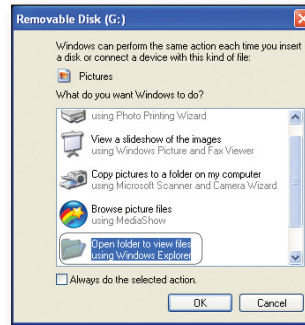 Removable Disk (G:)
Windows can perform the same action each time you insert
a disk or connect a device with this kind of file:
Pictures
What do you want Windows to do?
using Photo Printing Wizard
View a slideshow of the images
using Windows Picture and Fax Viewer
Copy pictures to a folder on my computer
using Microsoft Scanner and Camera Wizard
Browse picture files
using MediaShow
Open folder to view files
using Windows Explorer
Always do the selected action.
OK
Cancel